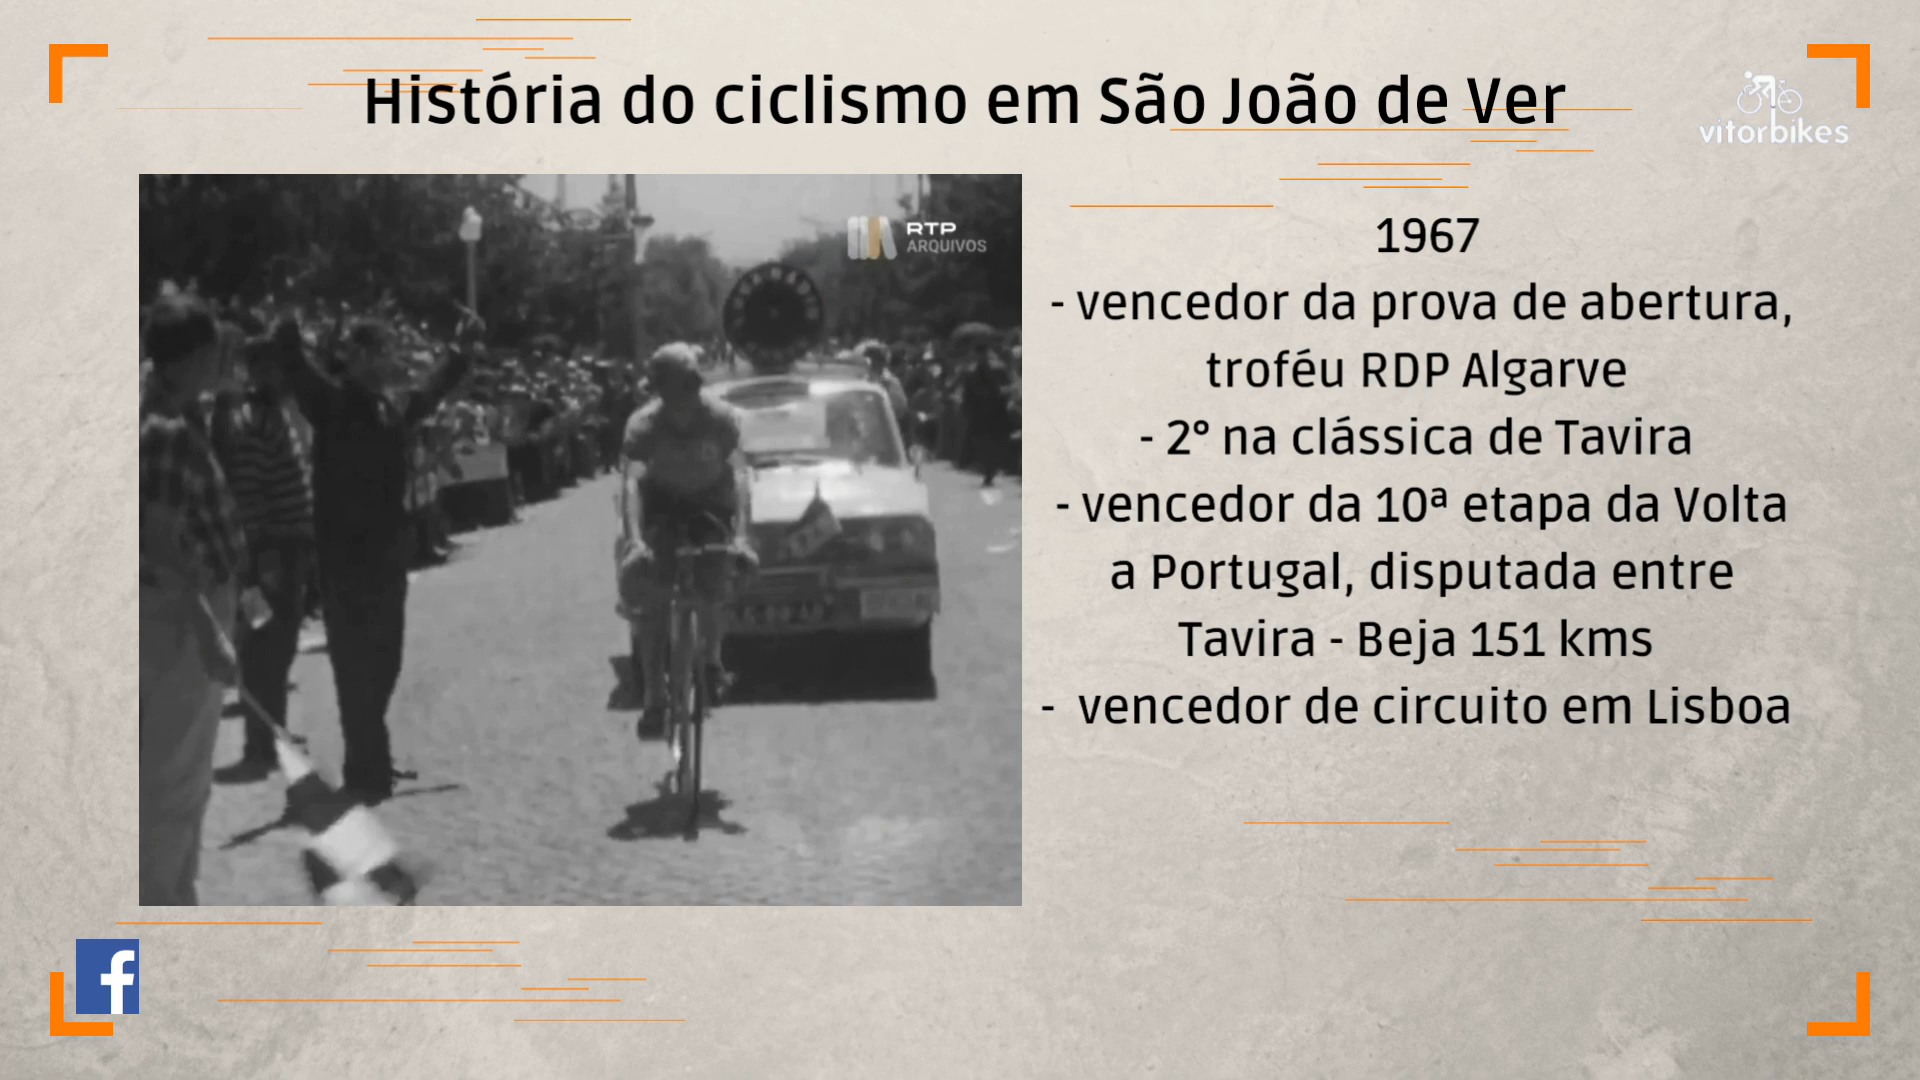 História do ciclismo em São João de Ver
vitorbikes
RTP
ARQUIVOS
1967
- vencedor da prova de abertura,
troféu RDP Algarve
- 2° na clássica de Tavira
- vencedor da 10ª etapa da Volta
a Portugal, disputada entre
Tavira - Beja 151 kms
- vencedor de circuito em Lisboa
f